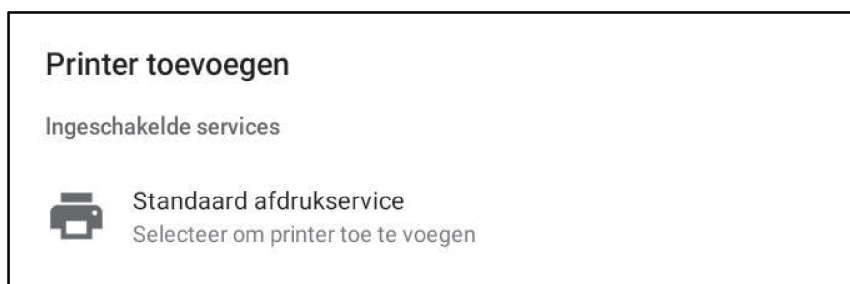 Printer toevoegen
Ingeschakelde services
Standaard afdrukservice
Selecteer om printer toe te voegen